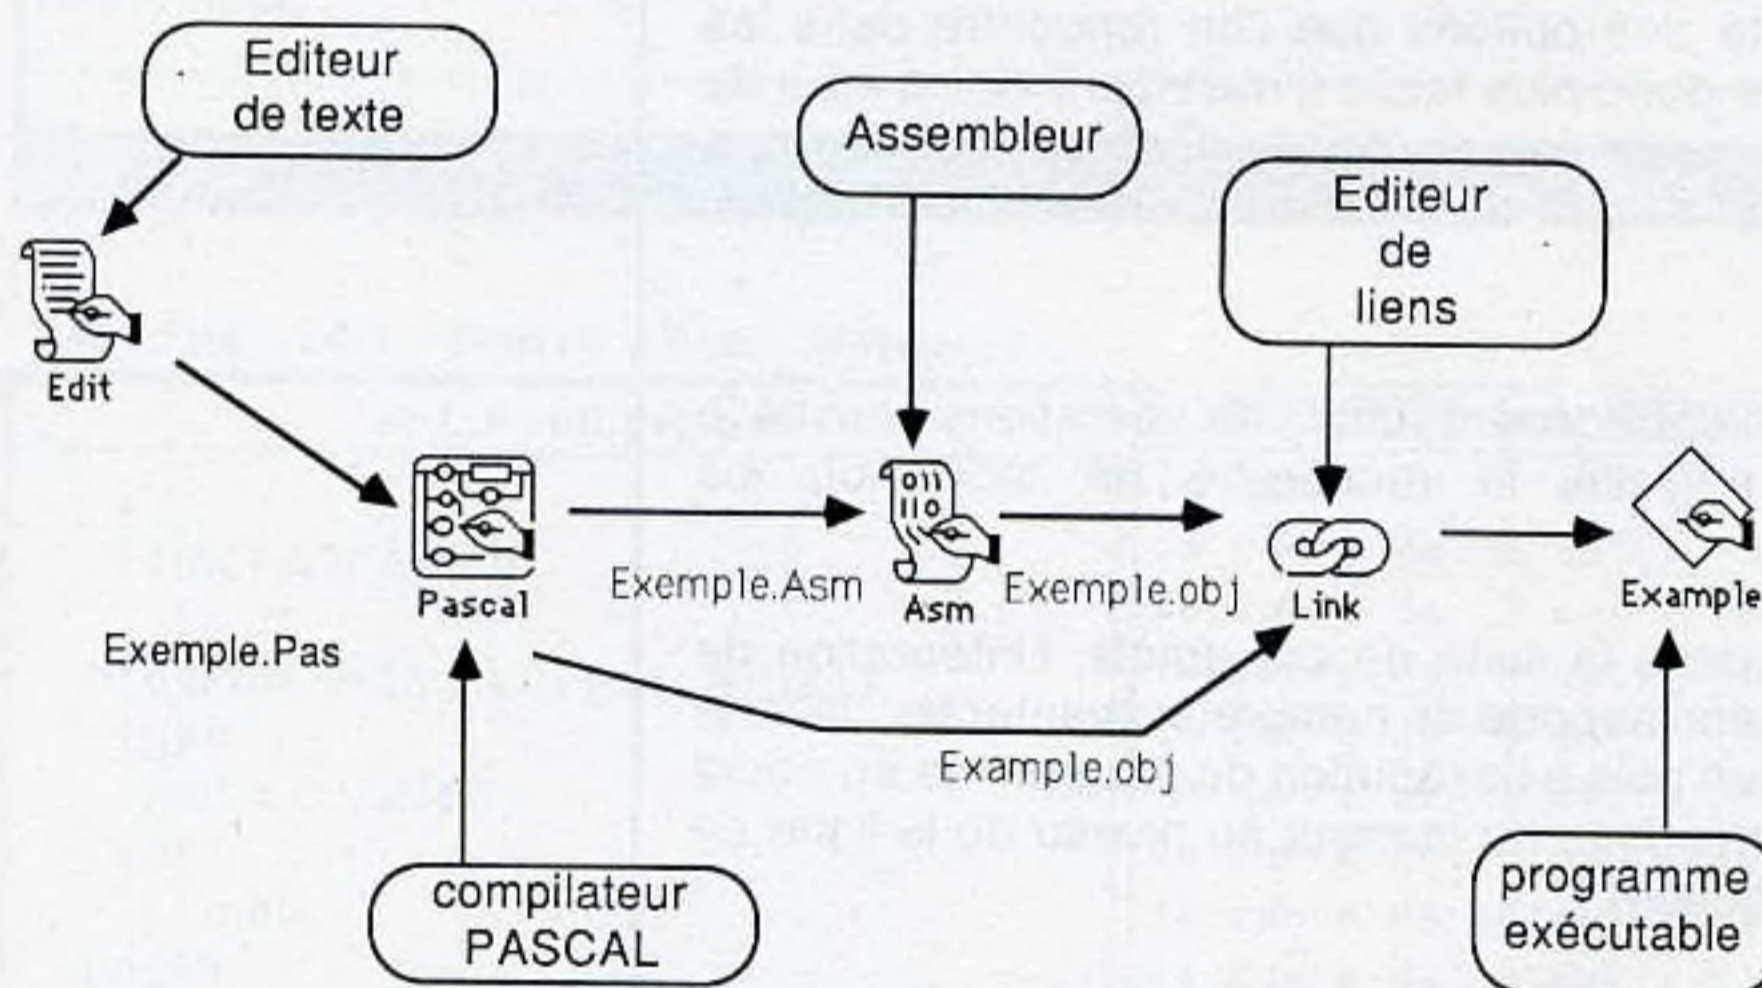 Editeur
de texte
Assembleur
Editeur
de
liens
Edit
Pascal
Exemple.Asm
Asm
Exemple.obj
Link
Example
Exemple.Pas
Example.obj
compilateur
PASCAL
programme
exécutable